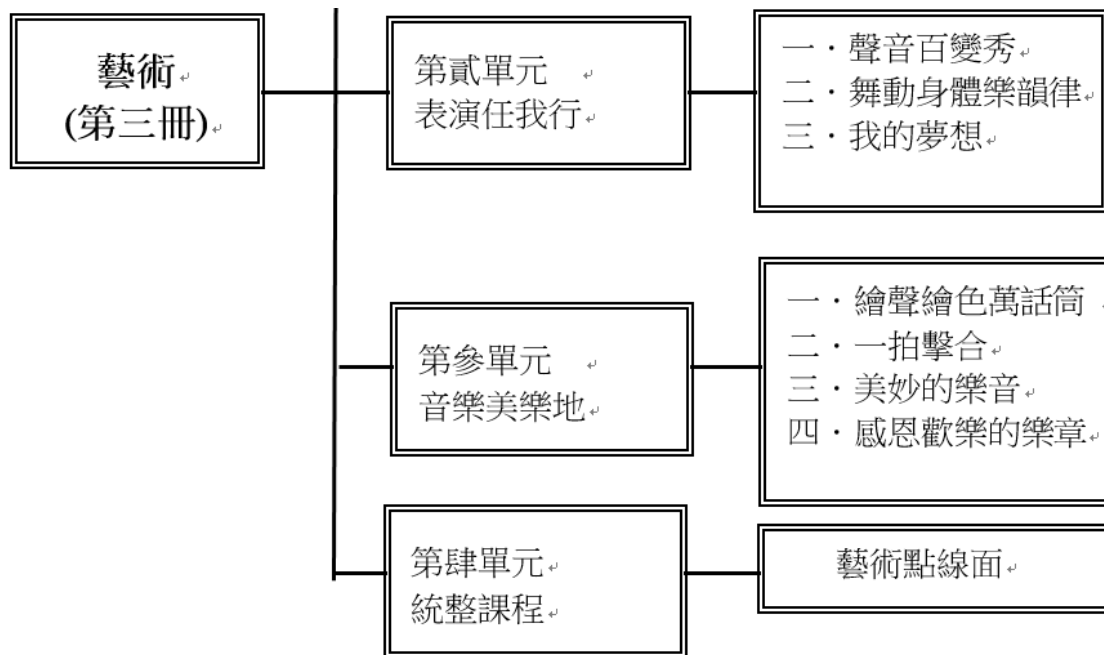 藝術
(第三冊)
第貳單元
表演任我行
一．聲音百變秀
二．舞動身體樂韻律
三．我的夢想
第參單元
音樂美樂地
一．繪聲繪色萬話筒
二．一拍擊合
三．美妙的樂音
四．感恩歡樂的樂章
第肆單元
統整課程
藝術點線面